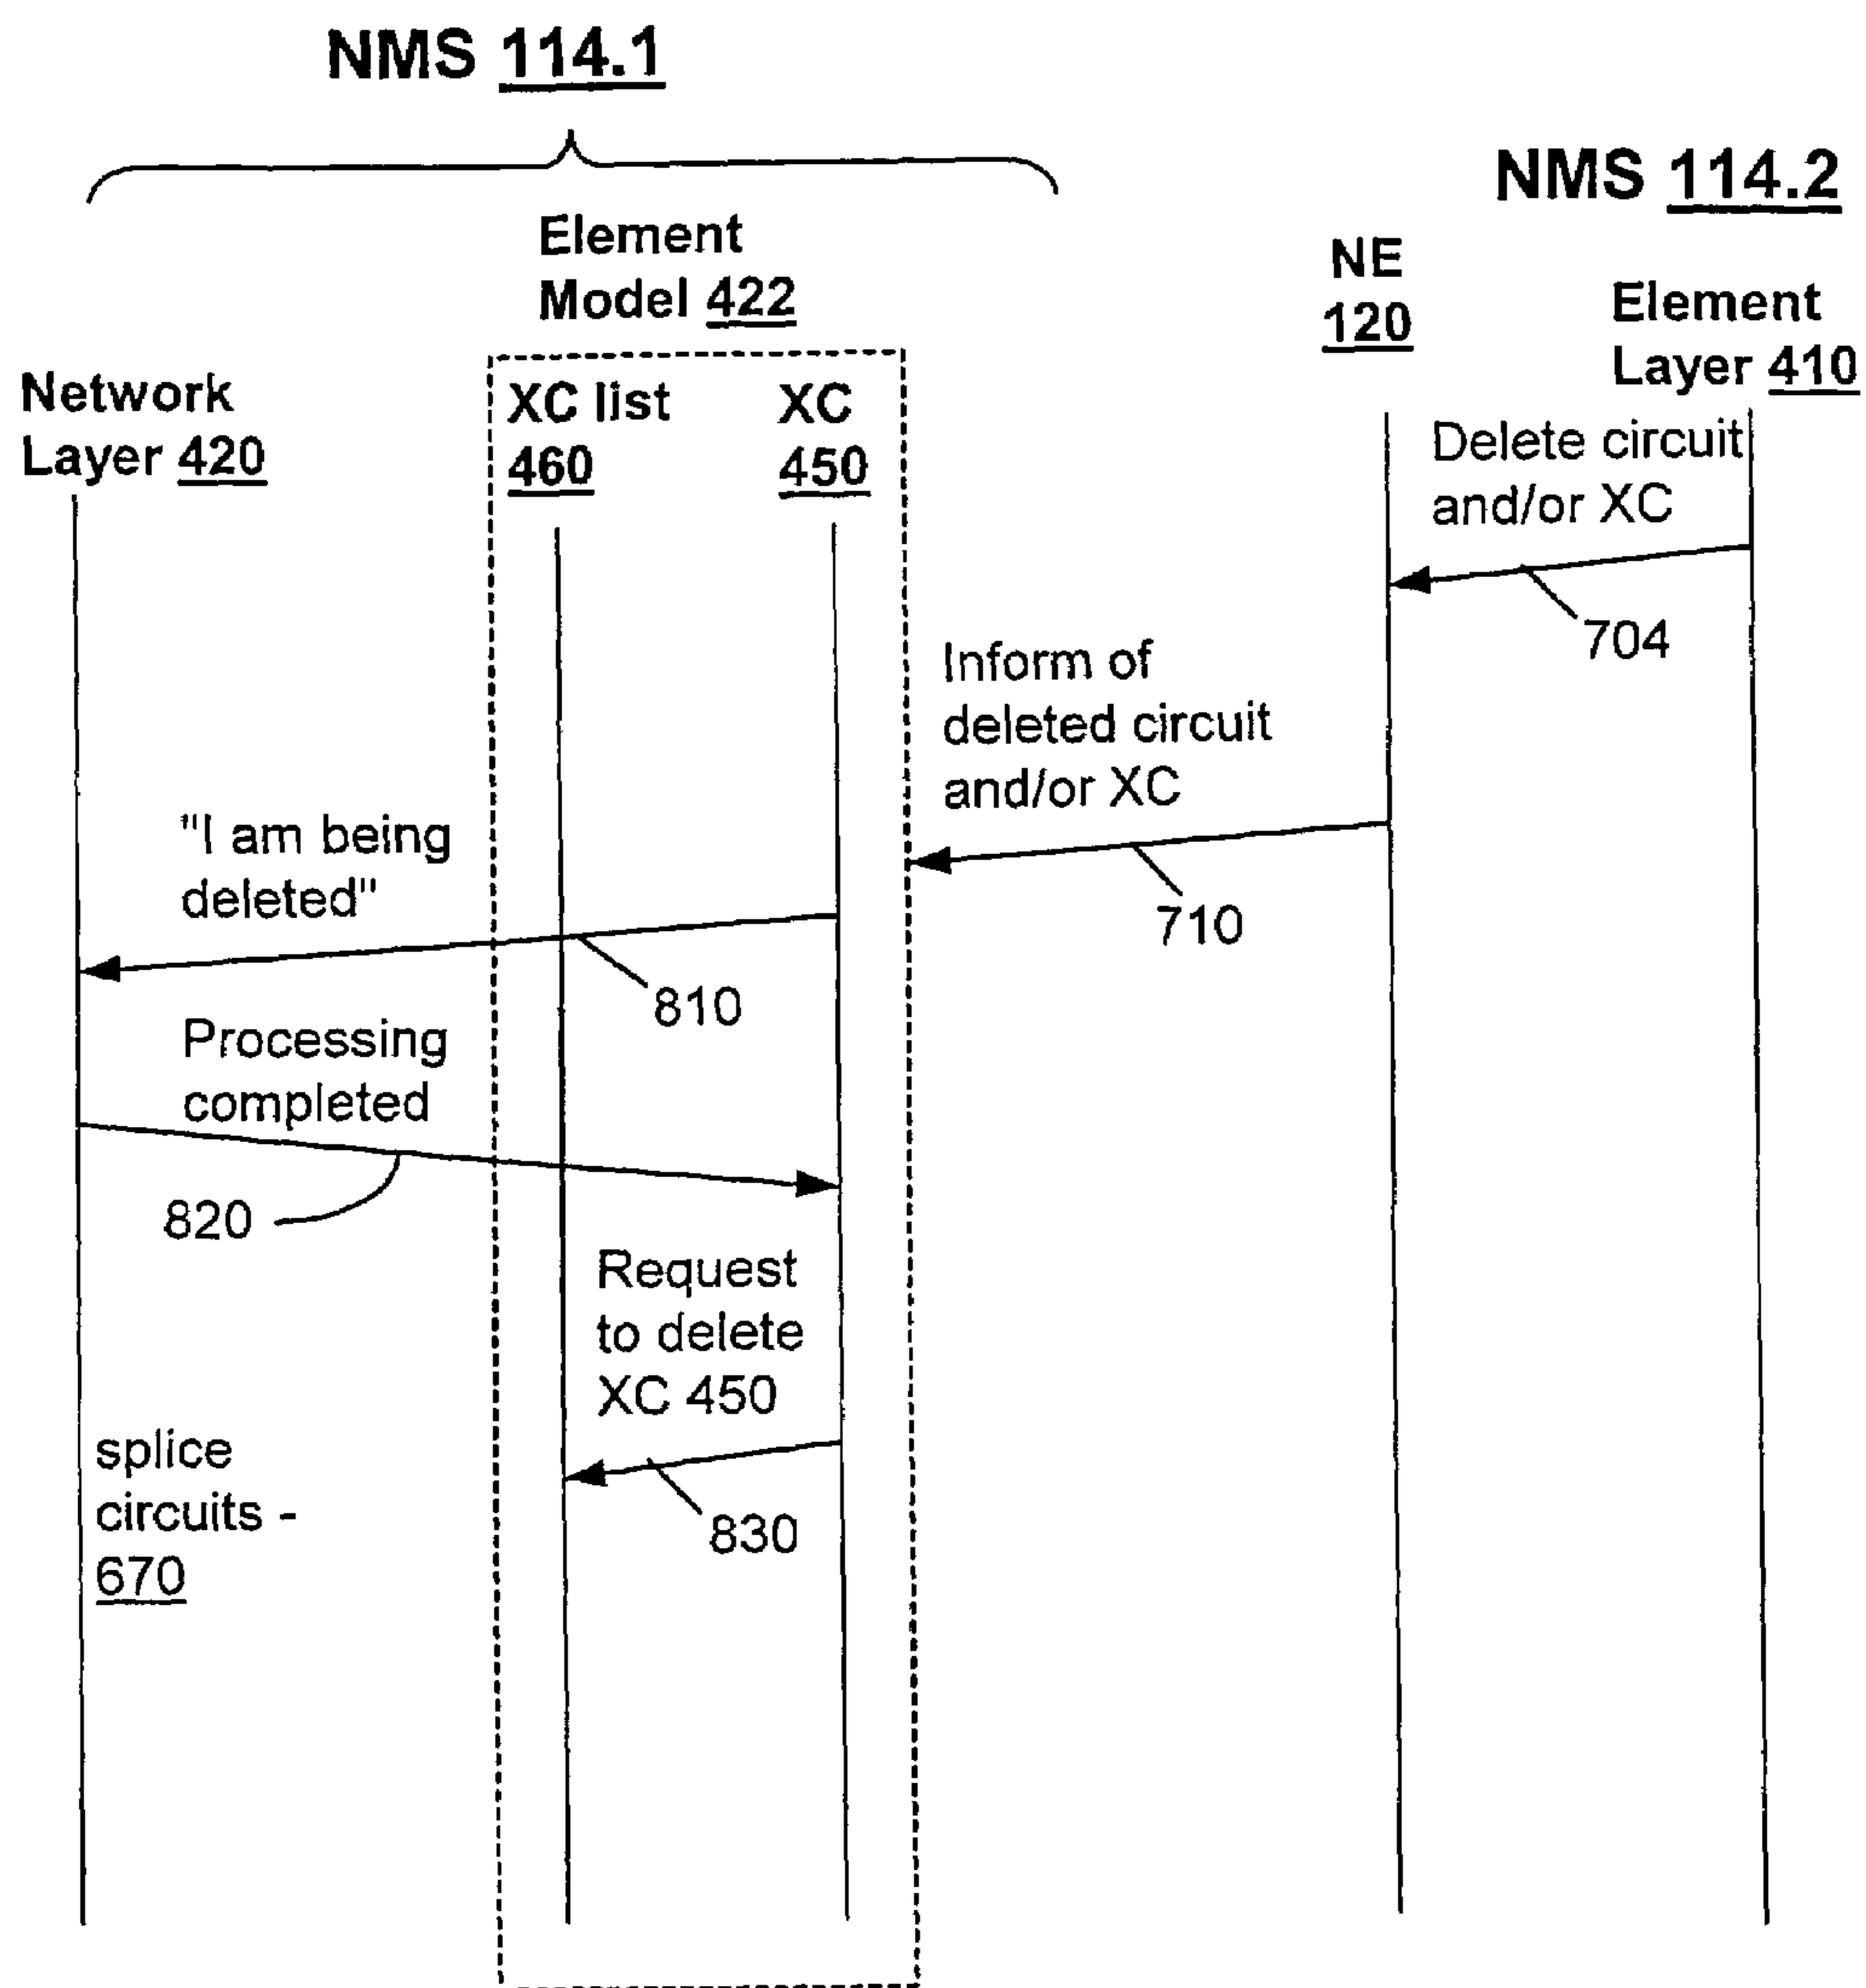 NMS 114.1
NMS 114.2
Element
Model 422
NE
120
Element
Layer 410
Network
Layer 420
XC list
460
XC
450
Delete circuit
and/or XC
704
Inform of
deleted circuit
and/or XC
710
"I am being
deleted"
810
Processing
completed
820
Request
to delete
XC 450
830
splice
circuits -
670